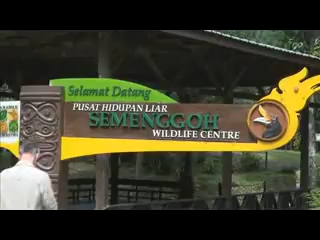 Selamat Datang
PUSAT HIDUPAN LIAR
SEMENGGOH
WILDLIFE CENTRE